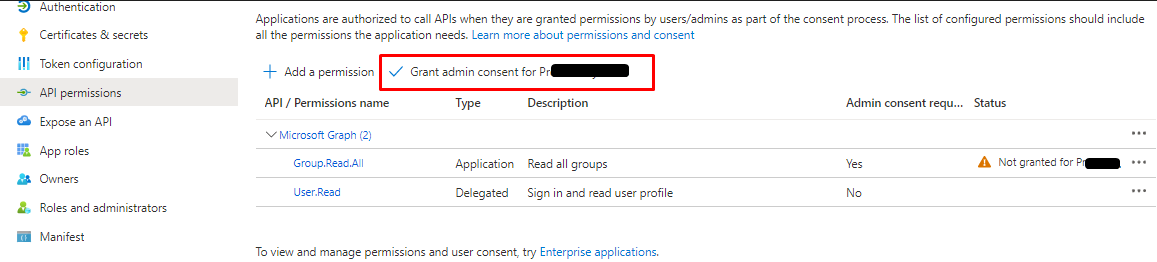 Authentication
Certificates & secrets
Token configuration
API permissions
Expose an API
App roles
Owners
Roles and administrators
Manifest
Applications are authorized to call APIs when they are granted permissions by users/admins as part of the consent process. The list of configured permissions should include
all the permissions the application needs. Learn more about permissions and consent
Add a permission Grant admin consent for Pr
API / Permissions name Type Description Admin consent requ... Status
Microsoft Graph (2) ...
Group.Read.All Application Read all groups Yes Not granted for Pr ...
User.Read Delegated Sign in and read user profile No ...
To view and manage permissions and user consent, try Enterprise applications.